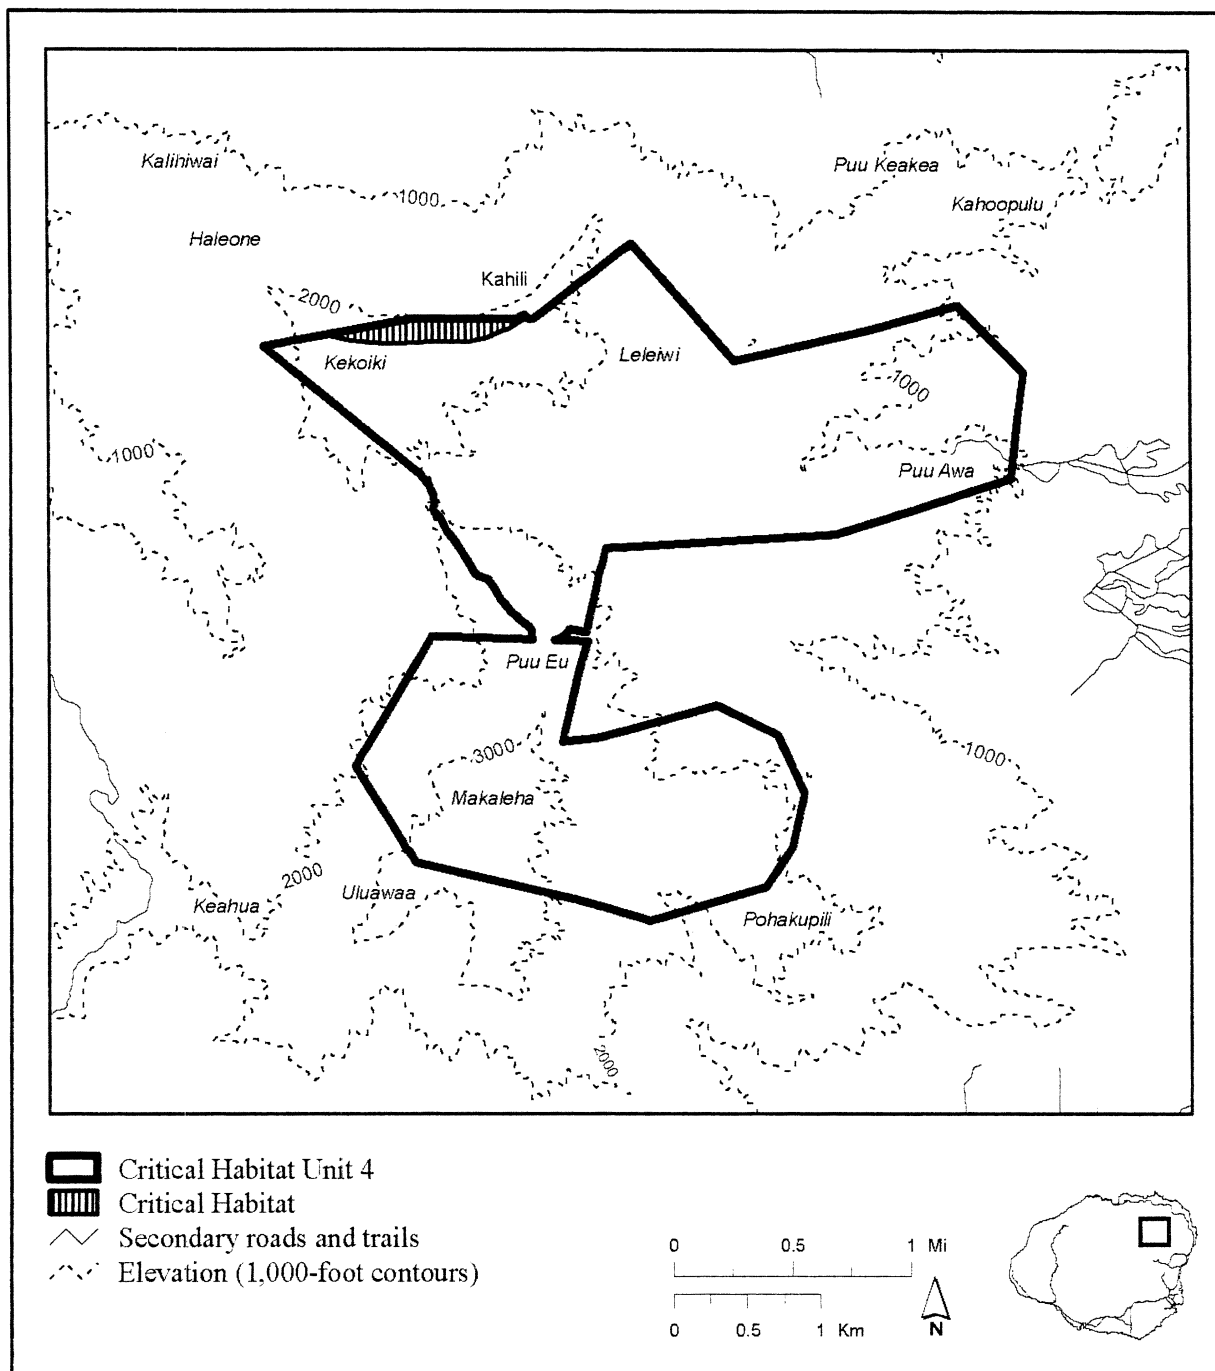 Kalihiwai
Puu Keakea
1000
Kahoopulu
Haleone
Kahili
2000
Kekoiki
Leleiwi
1000
1000
Puu Awa
Puu Eu
3000
1000
Makaleha
2000
Uluawaa
Keahua
Pohakupili
2000
Critical Habitat Unit 4
Critical Habitat
Secondary roads and trails
Elevation (1,000-foot contours)
0 0.5 1 Mi
0 0.5 1 Km
N